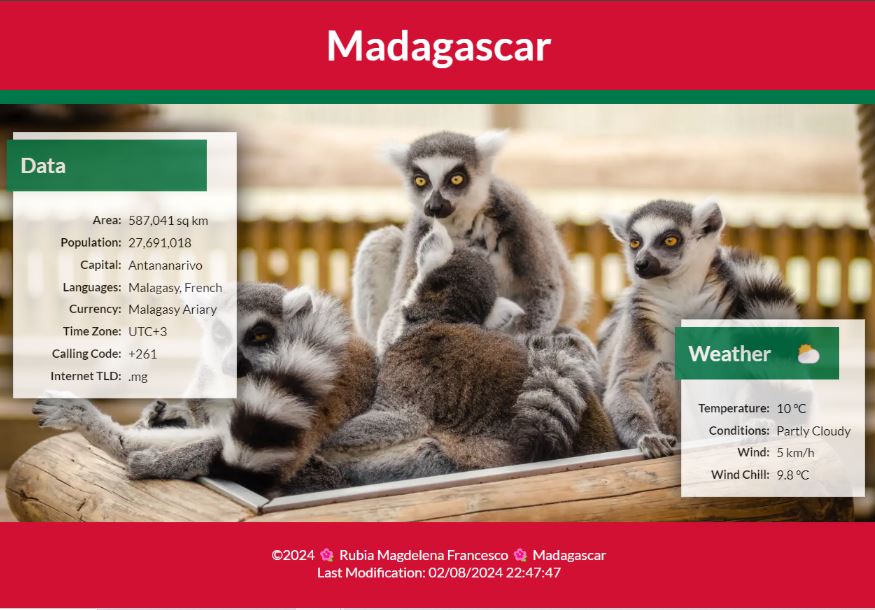 Madagascar
Data
Area: 587,041 sq km
Population: 27,691,018
Capital: Antananarivo
Languages: Malagasy, French
Currency: Malagasy Ariary
Time Zone: UTC+3
Calling Code: +261
Internet TLD: .mg
Weather
Temperature: 10 °C
Conditions: Partly Cloudy
Wind: 5 km/h
Wind Chill: 9.8 °C
©2024 🌺 Rubia Magdelena Francesco 🌺 Madagascar
Last Modification: 02/08/2024 22:47:47